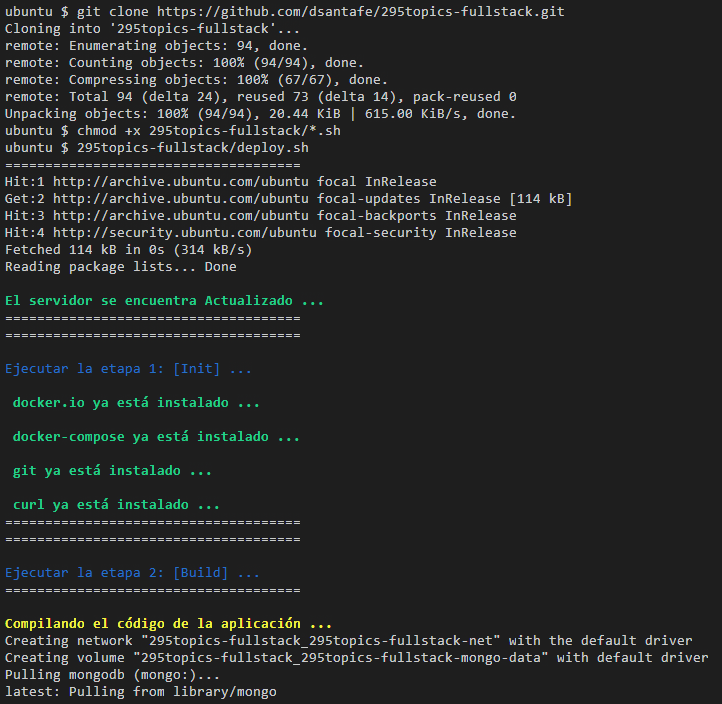 ubuntu $ git clone https://github.com/dsantafe/295topics-fullstack.git
Cloning into '295topics-fullstack'...
remote: Enumerating objects: 94, done.
remote: Counting objects: 100% (94/94), done.
remote: Compressing objects: 100% (67/67), done.
remote: Total 94 (delta 24), reused 73 (delta 14), pack-reused 0
Unpacking objects: 100% (94/94), 20.44 KiB | 615.00 KiB/s, done.
ubuntu $ chmod +x 295topics-fullstack/*.sh
ubuntu $ 295topics-fullstack/deploy.sh
=====================================
Hit:1 http://archive.ubuntu.com/ubuntu focal InRelease
Get:2 http://archive.ubuntu.com/ubuntu focal-updates InRelease [114 kB]
Hit:3 http://archive.ubuntu.com/ubuntu focal-backports InRelease
Hit:4 http://security.ubuntu.com/ubuntu focal-security InRelease
Fetched 114 kB in 0s (314 kB/s)
Reading package lists... Done
El servidor se encuentra Actualizado ...
=====================================
=====================================
Ejecutar la etapa 1: [Init] ...
docker.io ya está instalado ...
docker-compose ya está instalado ...
git ya está instalado ...
curl ya está instalado ...
=====================================
=====================================
Ejecutar la etapa 2: [Build] ...
=====================================
Compilando el código de la aplicación ...
Creating network "295topics-fullstack_295topics-fullstack-net" with the default driver
Creating volume "295topics-fullstack_295topics-fullstack-mongo-data" with default driver
Pulling mongodb (mongo:)...
latest: Pulling from library/mongo